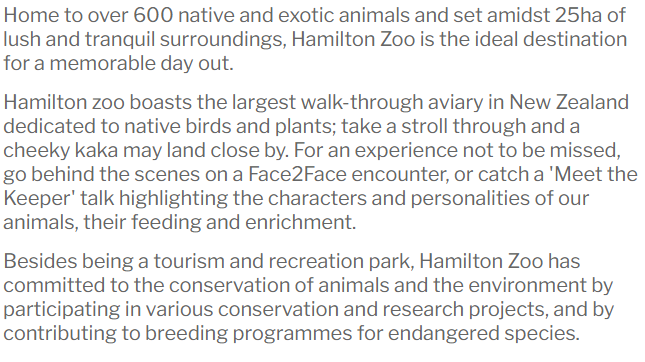 Home to over 600 native and exotic animals and set amidst 25ha of
lush and tranquil surroundings, Hamilton Zoo is the ideal destination
for a memorable day out.
Hamilton zoo boasts the largest walk-through aviary in New Zealand
dedicated to native birds and plants; take a stroll through and a
cheeky kaka may land close by. For an experience not to be missed,
go behind the scenes on a Face2Face encounter, or catch a 'Meet the
Keeper' talk highlighting the characters and personalities of our
animals, their feeding and enrichment.
Besides being a tourism and recreation park, Hamilton Zoo has
committed to the conservation of animals and the environment by
participating in various conservation and research projects, and by
contributing to breeding programmes for endangered species.